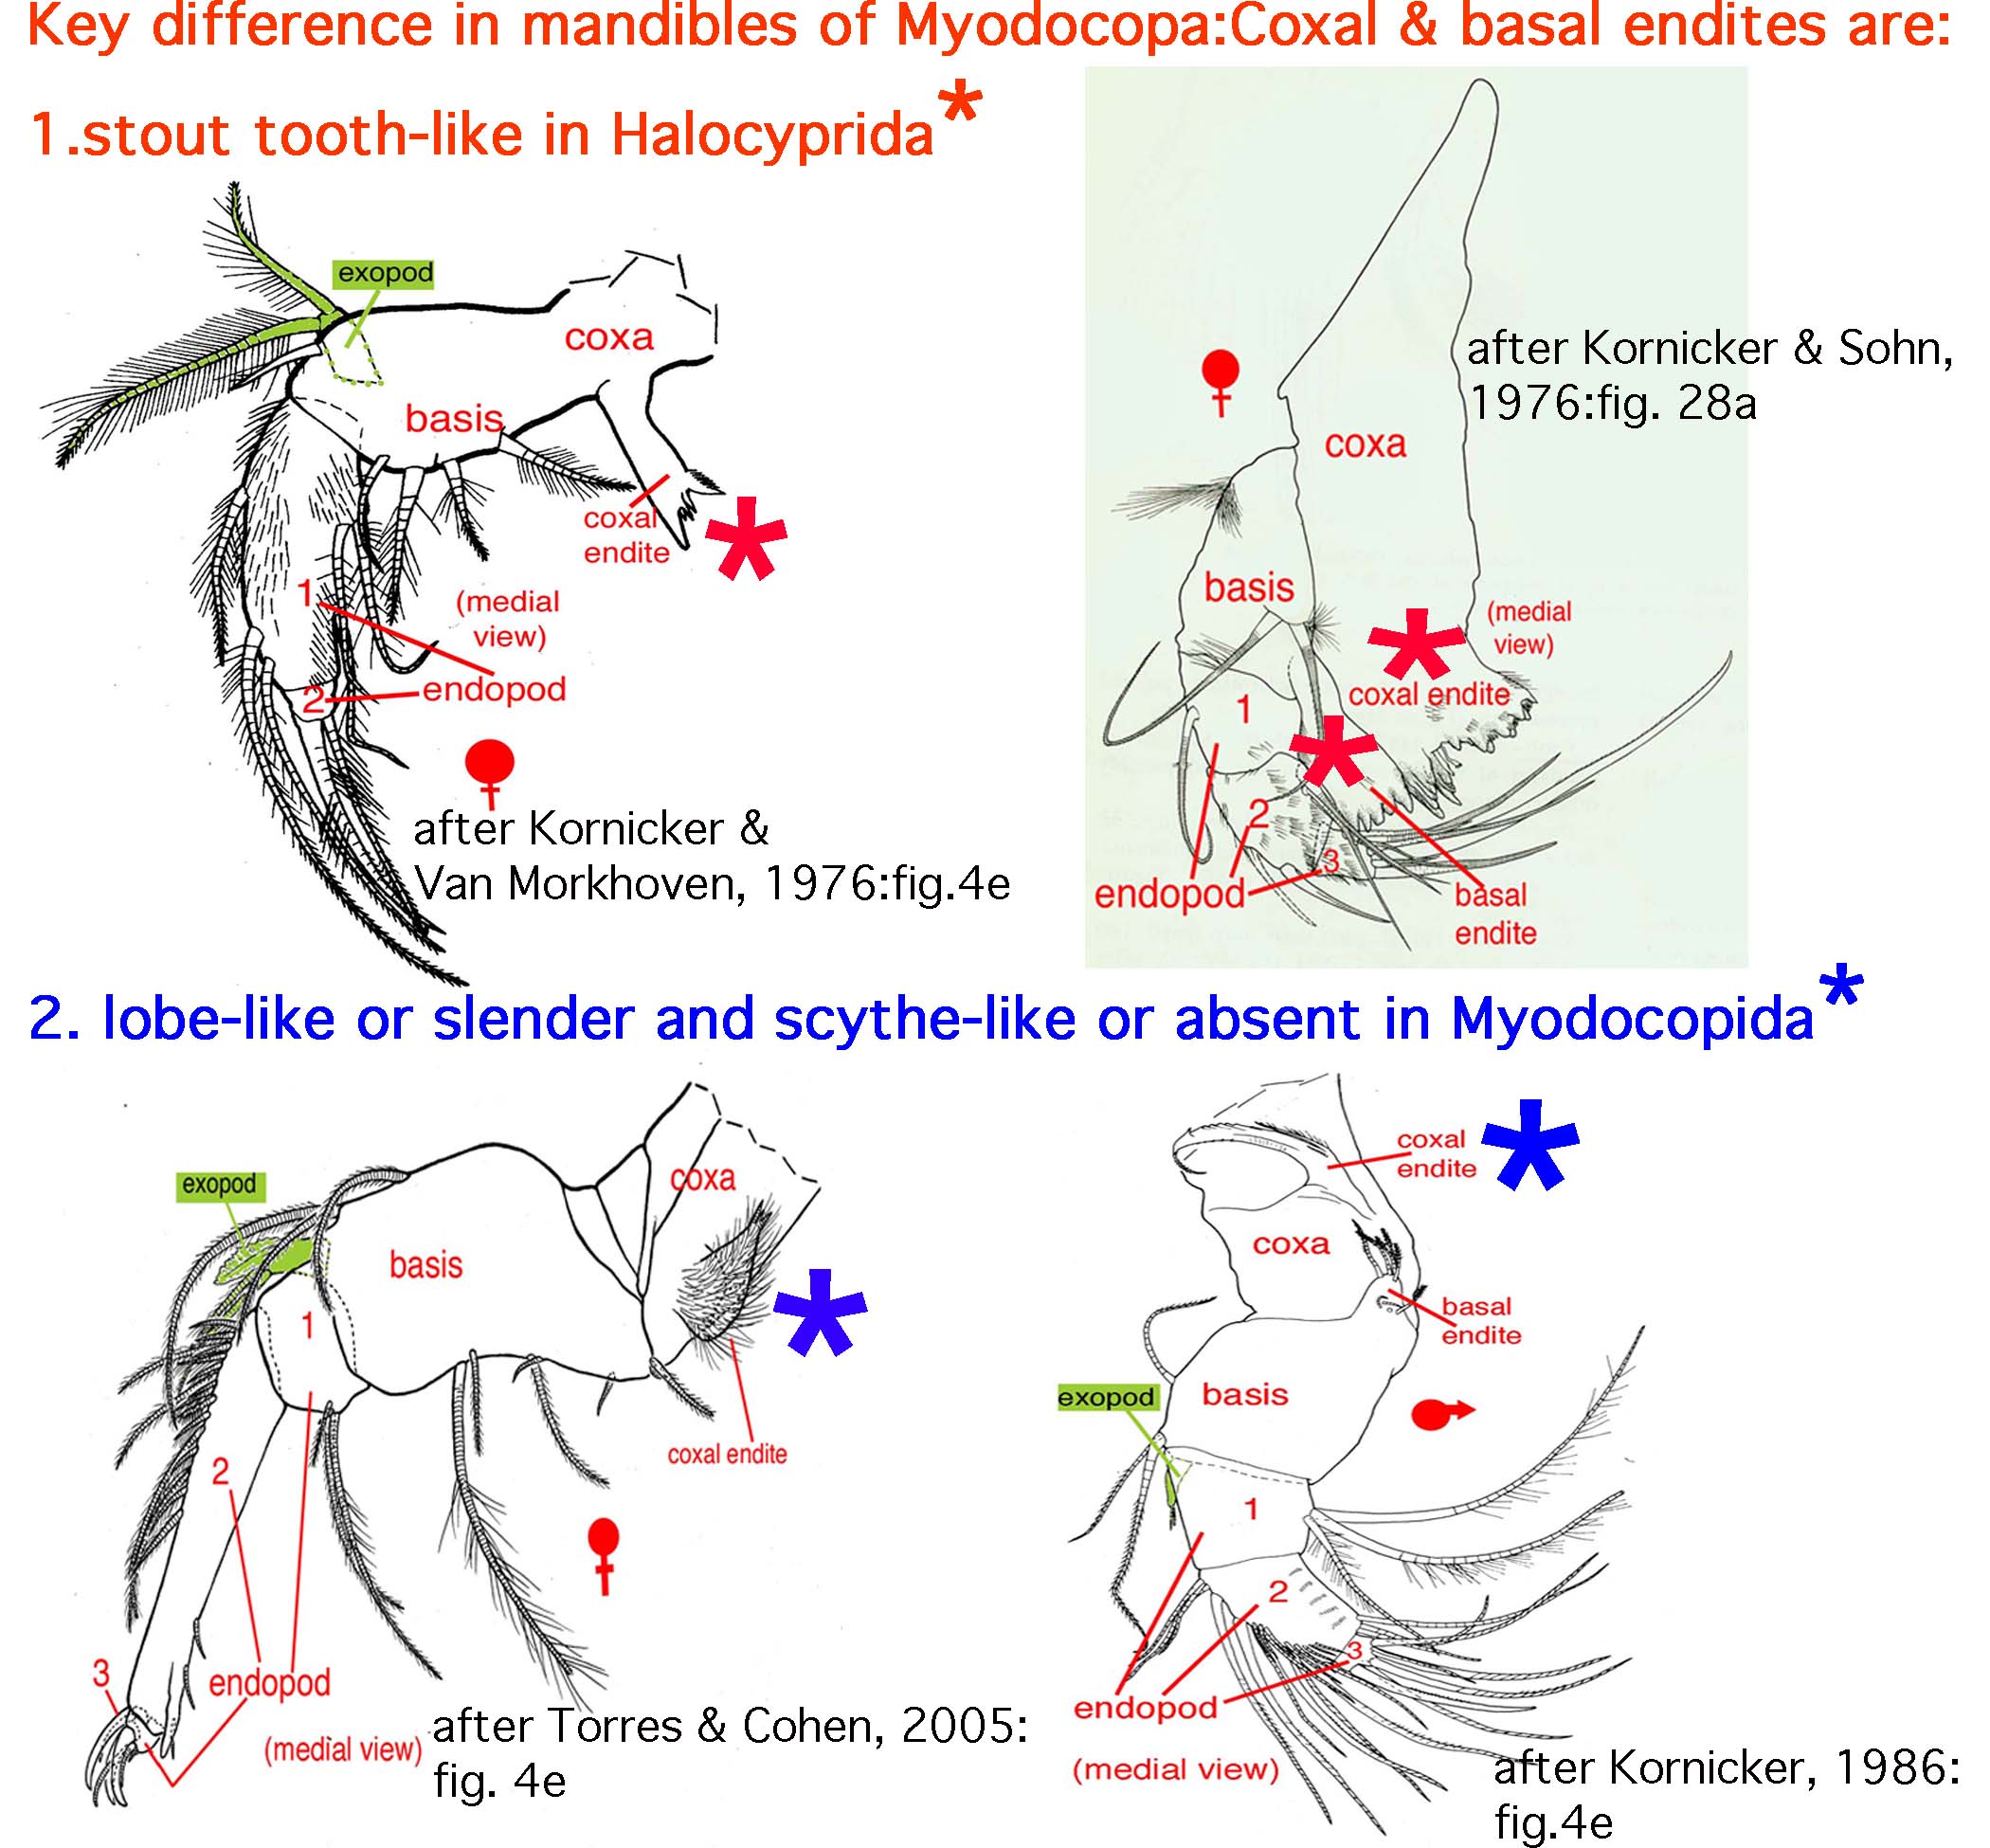 Key difference in mandibles of Myodocopa:Coxal & basal endites are:
1.stout tooth-like in Halocyprida*
exopod
coxa
basis
coxal
endite
1
(medial
view)
2
endopod
after Kornicker &
Van Morkhoven, 1976:fig.4e
after Kornicker & Sohn,
1976:fig. 28a
coxa
basis
(medial
view)
coxal endite
1
2
3
endopod
basal
endite
2. lobe-like or slender and scythe-like or absent in Myodocopida*
exopod
coxa
basis
1
coxal endite
2
3
endopod
(medial view)
after Torres & Cohen, 2005:
fig. 4e
coxal
endite
coxa
basal
endite
exopod
basis
1
2
3
endopod
(medial view)
after Kornicker, 1986:
fig.4e